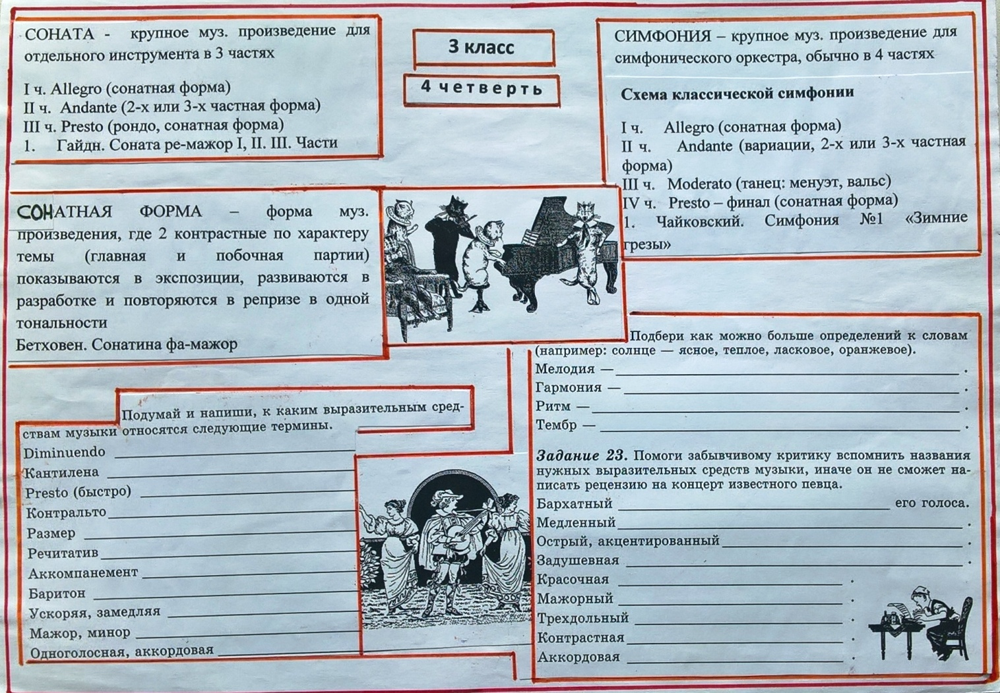 СОНАТА - крупное муз. произведение для
отдельного инструмента в 3 частях
I ч. Allegro (сонатная форма)
II ч. Andante (2-х или 3-х частная форма)
III ч. Presto (рондо, сонатная форма)
1. Гайдн. Соната ре-мажор I, II. III. Части
3 класс
4 четверть
СИМФОНИЯ – крупное муз. произведение для
симфонического оркестра, обычно в 4 частях
Схема классической симфонии
I ч. Allegro (сонатная форма)
II ч. Andante (вариации, 2-х или 3-х частная
форма)
III ч. Moderato (танец: менуэт, вальс)
IV ч. Presto – финал (сонатная форма)
1. Чайковский. Симфония №1 «Зимние
грезы»
СОНАТНАЯ ФОРМА – форма муз.
произведения, где 2 контрастные по характеру
темы (главная и побочная партии)
показываются в экспозиции, развиваются в
разработке и повторяются в репризе в одной
тональности
Бетховен. Сонатина фа-мажор
Подумай и напиши, к каким выразительным сред-
ствам музыки относятся следующие термины.
Diminuendo
Кантилена
Presto (быстро)
Контральто
Размер
Речитатив
Аккомпанемент
Баритон
Ускоряя, замедляя
Мажор, минор
Одноголосная, аккордовая
Подбери как можно больше определений к словам
(например: солнце — ясное, теплое, ласковое, оранжевое).
Мелодия — .
Гармония — .
Ритм — .
Тембр — .
Задание 23. Помоги забывчивому критику вспомнить названия
нужных выразительных средств музыки, иначе он не сможет на-
писать рецензию на концерт известного певца.
Бархатный его голоса.
Медленный .
Острый, акцентированный .
Задушевная .
Красочная .
Мажорный .
Трехдольный .
Контрастная .
Аккордовая .